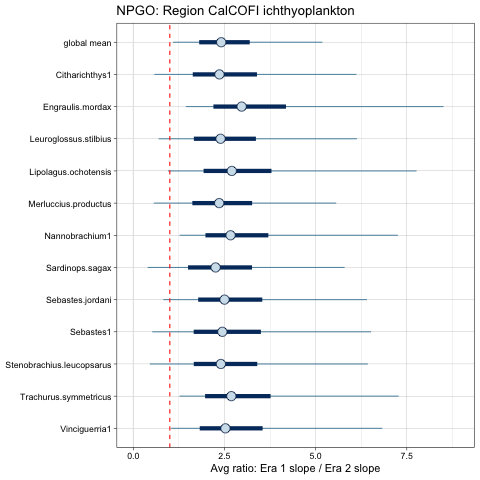 NPGO: Region CalCOFI ichthyoplankton
global mean
Citharichthys1
Engraulis.mordax
Leuroglossus.stilbius
Lipolagus.ochotensis
Merluccius.productus
Nannobrachium1
Sardinops.sagax
Sebastes.jordani
Sebastes1
Stenobrachius.leucopsarus
Trachurus.symmetricus
Vinciguerria1
0.0 2.5 5.0 7.5
Avg ratio: Era 1 slope / Era 2 slope